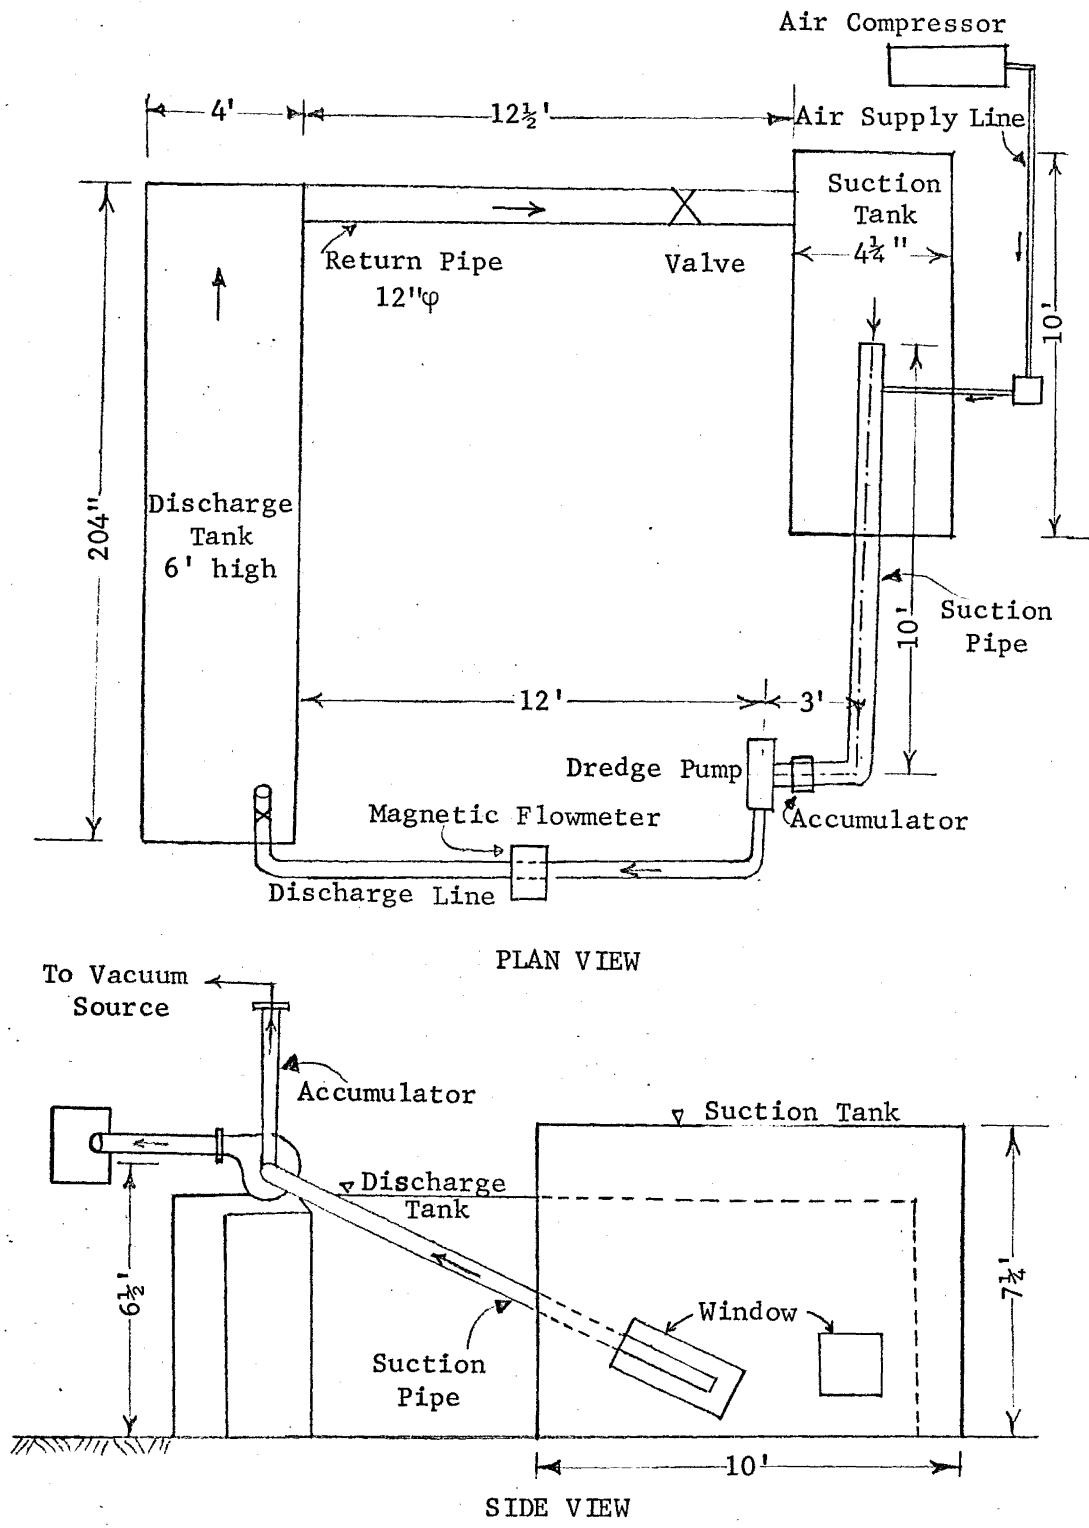 Air Compressor
4'
12½'
Air Supply Line
Suction
Tank
4¼"
Return Pipe
12"φ
Valve
10'
204"
Discharge
Tank
6' high
10'
Suction
Pipe
12'
3'
Dredge Pump
Magnetic Flowmeter
Accumulator
Discharge Line
PLAN VIEW
To Vacuum
Source
Accumulator
Suction Tank
Discharge
Tank
6½'
7¼'
Window
Suction
Pipe
10'
SIDE VIEW